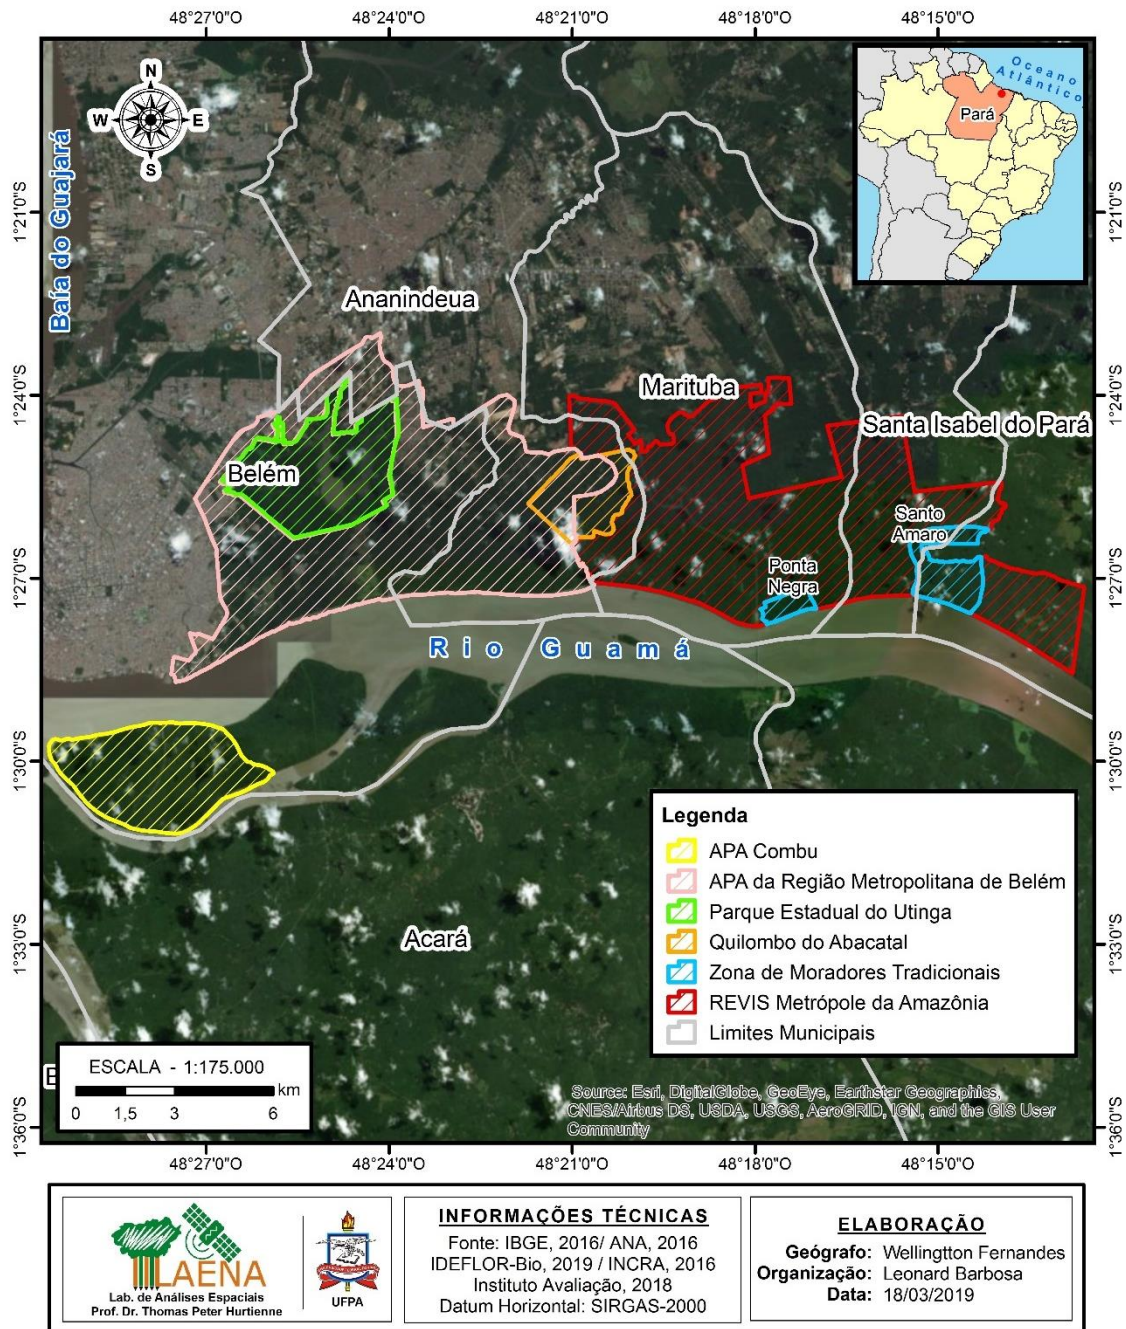 48°27'0"O 48°24'0"O 48°21'0"O 48°18'0"O 48°15'0"O
N
W E
S
Oceano
Atlântico
Pará
1°21'0"S 1°21'0"S
Baía do Guajará
Ananindeua
1°24'0"S 1°24'0"S
Marituba
Santa Isabel do Pará
Belém
Santo
Amaro
1°27'0"S 1°27'0"S
Ponta
Negra
Rio Guamá
1°30'0"S 1°30'0"S
Legenda
APA Combu
APA da Região Metropolitana de Belém
Parque Estadual do Utinga
Quilombo do Abacatal
Zona de Moradores Tradicionais
REVIS Metrópole da Amazônia
Limites Municipais
Acará
1°33'0"S 1°33'0"S
ESCALA - 1:175.000
km
0 1,5 3 6
Source: Esri, DigitalGlobe, GeoEye, Earthstar Geographics,
CNES/Airbus DS, USDA, USGS, AeroGRID, IGN, and the GIS User
Community
1°36'0"S 1°36'0"S
48°27'0"O 48°24'0"O 48°21'0"O 48°18'0"O 48°15'0"O
LAENA
Lab. de Análises Espaciais
Prof. Dr. Thomas Peter Hurtienne
UFPA
INFORMAÇÕES TÉCNICAS
Fonte: IBGE, 2016/ ANA, 2016
IDEFLOR-Bio, 2019 / INCRA, 2016
Instituto Avaliação, 2018
Datum Horizontal: SIRGAS-2000
ELABORAÇÃO
Geógrafo: Wellingtton Fernandes
Organização: Leonard Barbosa
Data: 18/03/2019